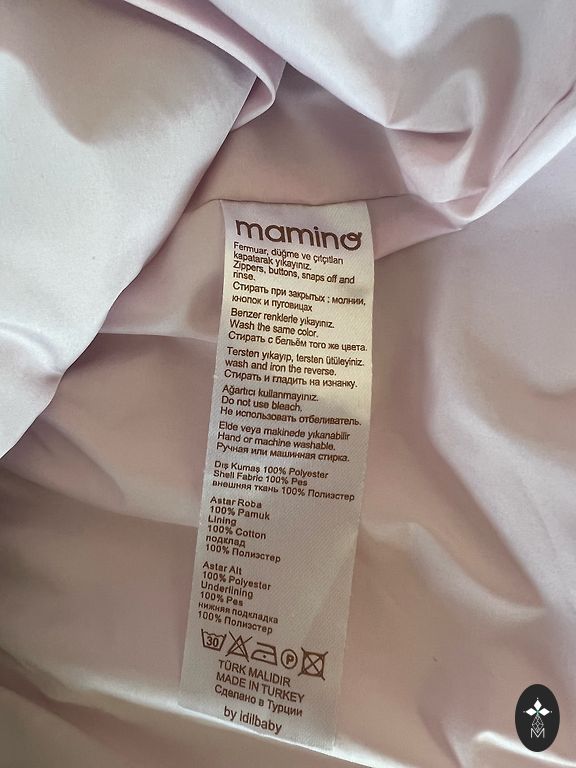 mamino
Fermuar, düğme ve çıtçıtları
kapatarak yıkayınız.
Zippers, buttons, snaps off and
rinse.
Стирать при закрытых : молнии,
кнопок и пуговицах
Benzer renklerle yıkayınız.
Wash the same color.
Стирать с бельём того же цвета.
Tersten yıkayıp, tersten ütüleyiniz.
wash and iron the reverse.
Стирать и гладить на изнанку.
Ağartıcı kullanmayınız.
Do not use bleach.
Не использовать отбеливатель.
Elde veya makinede yıkanabilir
Hand or machine washable.
Ручная или машинная стирка.
Dış Kumaş 100% Polyester
Shell Fabric 100% Pes
внешняя ткань 100% Полиэстер
Astar Roba
100% Pamuk
Lining
100% Cotton
подклад
100% Полиэстер
Astar Alt
100% Polyester
Underlining
100% Pes
нижняя подкладка
100% Полиэстер
30 P
TÜRK MALIDIR
MADE IN TURKEY
Сделано в Турции
by idilbaby
M